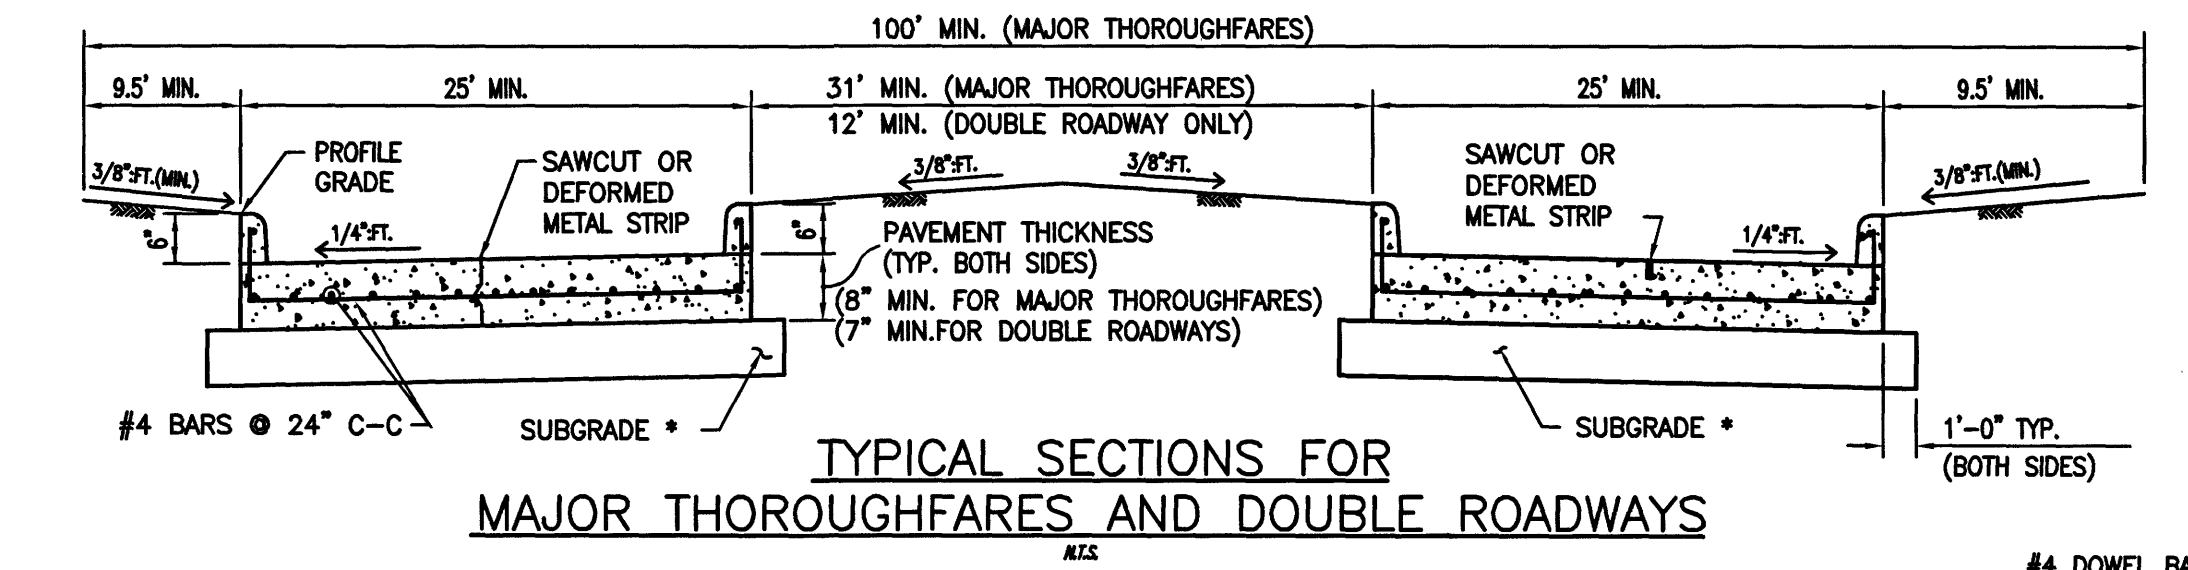 100' MIN. (MAJOR THOROUGHFARES)
9.5' MIN.
25' MIN.
31' MIN. (MAJOR THOROUGHFARES)
12' MIN. (DOUBLE ROADWAY ONLY)
25' MIN.
9.5' MIN.
3/8":FT.(MIN.)
PROFILE
GRADE
SAWCUT OR
DEFORMED
METAL STRIP
3/8":FT.
3/8":FT.
SAWCUT OR
DEFORMED
METAL STRIP
3/8":FT.(MIN.)
6"
1/4":FT.
6"
PAVEMENT THICKNESS
(TYP. BOTH SIDES)
(8" MIN. FOR MAJOR THOROUGHFARES)
(7" MIN.FOR DOUBLE ROADWAYS)
1/4":FT.
#4 BARS @ 24" C-C
SUBGRADE *
SUBGRADE *
1'-0" TYP.
(BOTH SIDES)
TYPICAL SECTIONS FOR
MAJOR THOROUGHFARES AND DOUBLE ROADWAYS
N.T.S.
#4 DOWEL